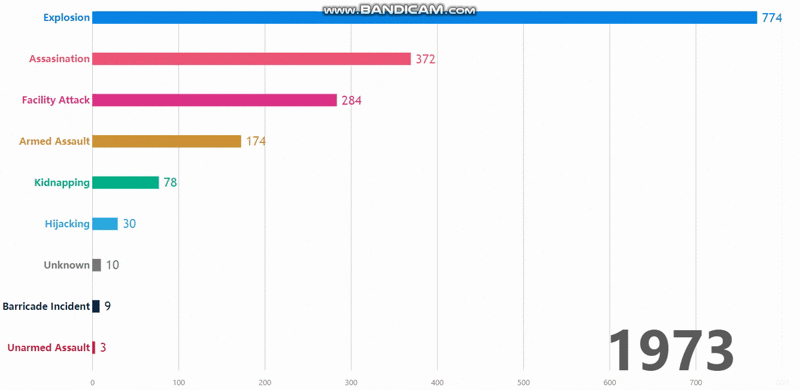 www.BANDICAM.com
Explosion 774
Assasination 372
Facility Attack 284
Armed Assault 174
Kidnapping 78
Hijacking 30
Unknown 10
Barricade Incident 9
Unarmed Assault 3
1973
0 100 200 300 400 500 600 700